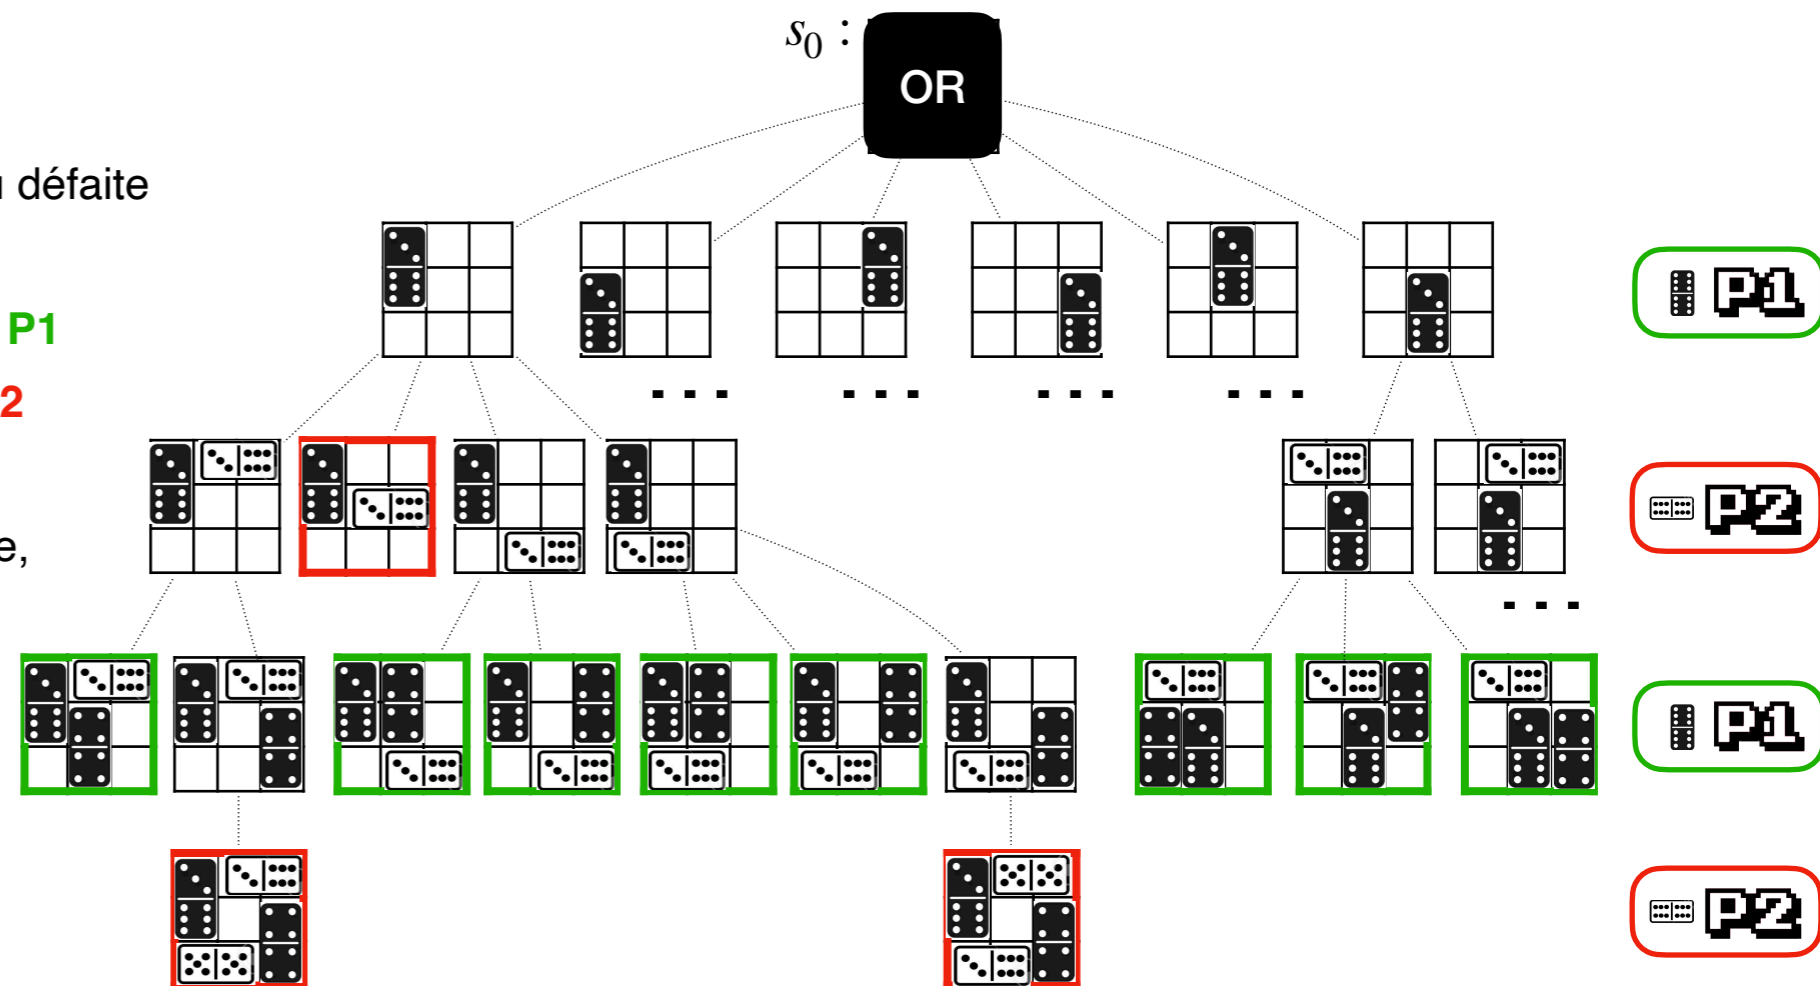 s0 :
OR
défaite
P1
P1
2
P2
e,
. . .
. . .
. . .
. . .
. . .
P1
P2